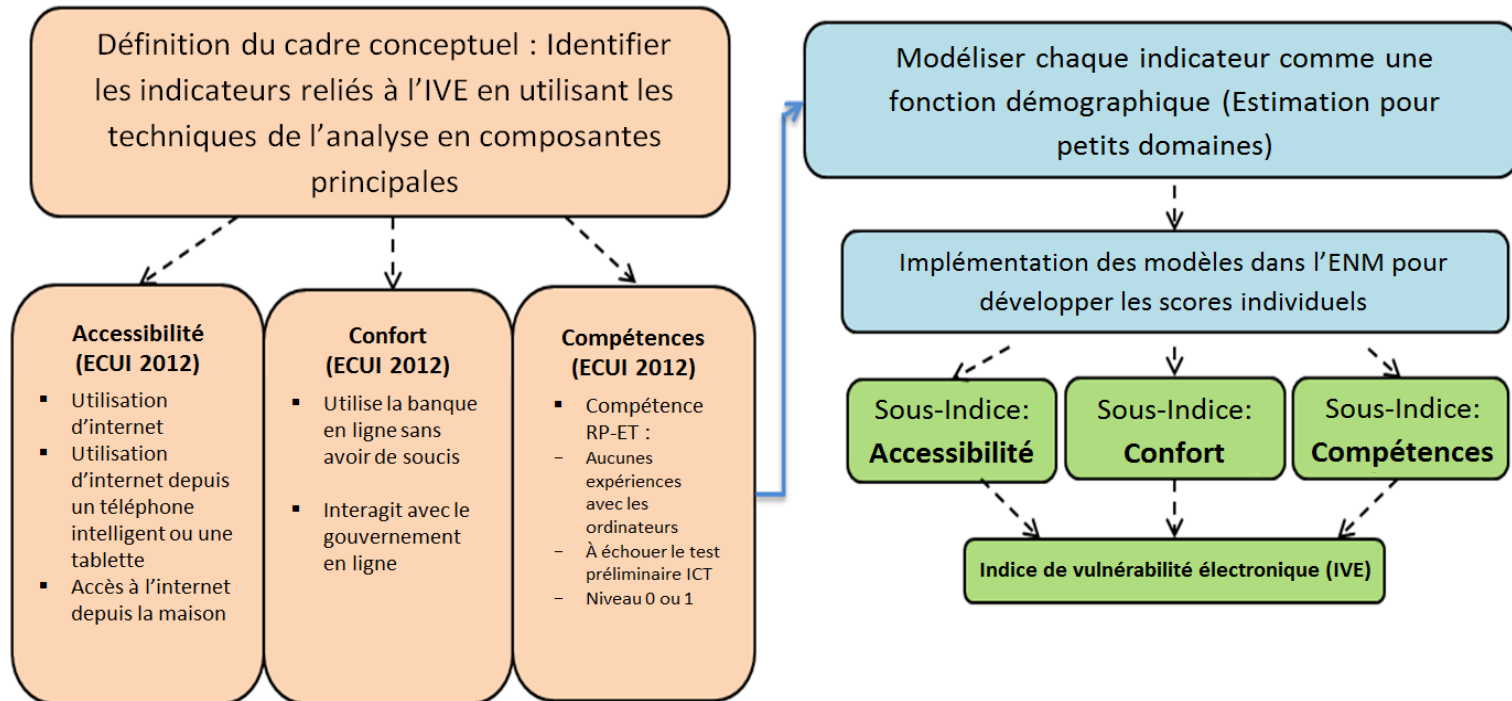 Définition du cadre conceptuel : Identifier
les indicateurs reliés à l’IVE en utilisant les
techniques de l’analyse en composantes
principales
Accessibilité
(ECUI 2012)
▪ Utilisation
d’internet
▪ Utilisation
d’internet depuis
un téléphone
intelligent ou une
tablette
▪ Accès à l’internet
depuis la maison
Confort
(ECUI 2012)
▪ Utilise la banque
en ligne sans
avoir de soucis
▪ Interagit avec le
gouvernement
en ligne
Compétences
(ECUI 2012)
▪ Compétence
RP-ET :
− Aucunes
expériences
avec les
ordinateurs
− À échouer le test
préliminaire ICT
− Niveau 0 ou 1
Modéliser chaque indicateur comme une
fonction démographique (Estimation pour
petits domaines)
Implémentation des modèles dans l’ENM pour
développer les scores individuels
Sous-Indice:
Accessibilité
Sous-Indice:
Confort
Sous-Indice:
Compétences
Indice de vulnérabilité électronique (IVE)